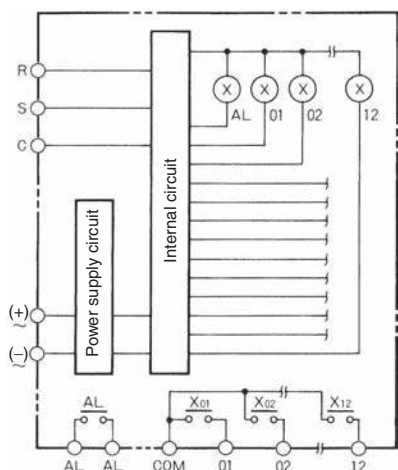 R
S
C
(+)
(-)
Power supply circuit
Internal circuit
X X X X
AL 01 02 12
AL X01 X02 X12
AL AL COM 01 02 12